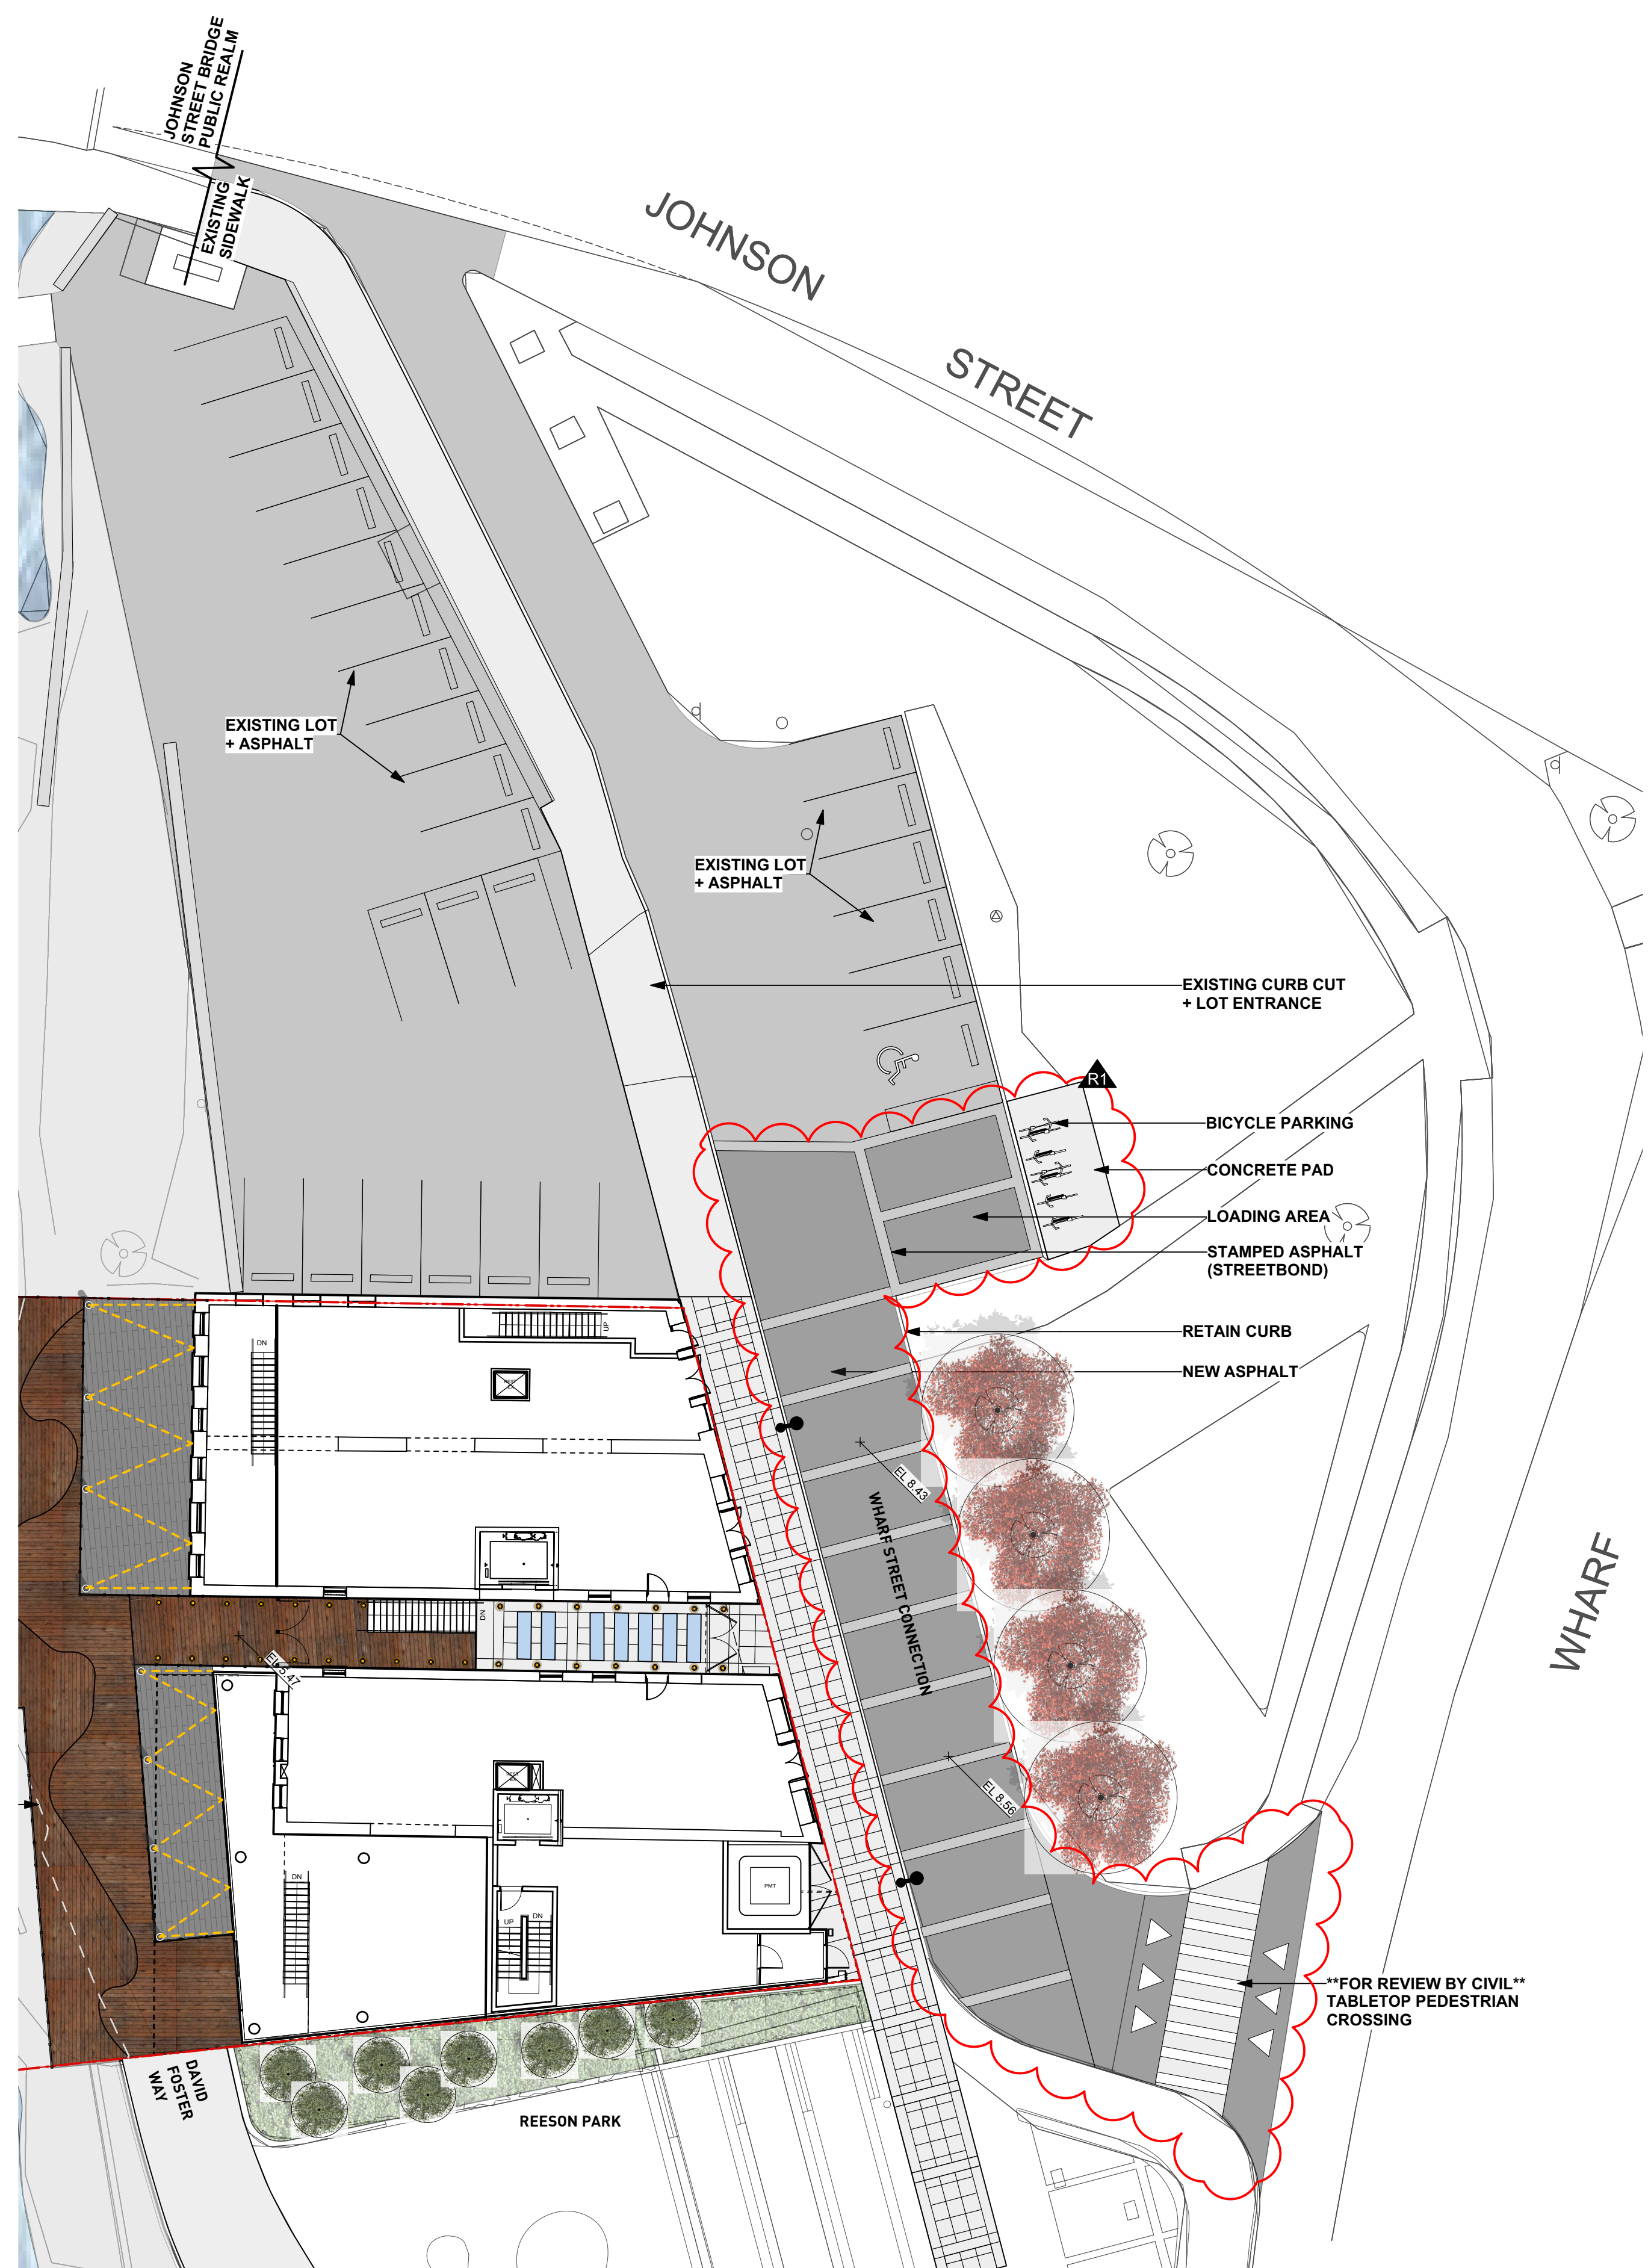 JOHNSON
STREET BRIDGE
PUBLIC REALM
EXISTING
SIDEWALK
JOHNSON
STREET
EXISTING LOT
+ ASPHALT
EXISTING LOT
+ ASPHALT
EXISTING CURB CUT
+ LOT ENTRANCE
R1
BICYCLE PARKING
CONCRETE PAD
LOADING AREA
STAMPED ASPHALT
(STREETBOND)
RETAIN CURB
NEW ASPHALT
UP
DN
EL 8.43
WHARF STREET CONNECTION
WHARF
DN
EL 5.47
EL 8.56
DN
UP
DN
PMT
**FOR REVIEW BY CIVIL**
TABLETOP PEDESTRIAN
CROSSING
DAVID
FOSTER
WAY
REESON PARK